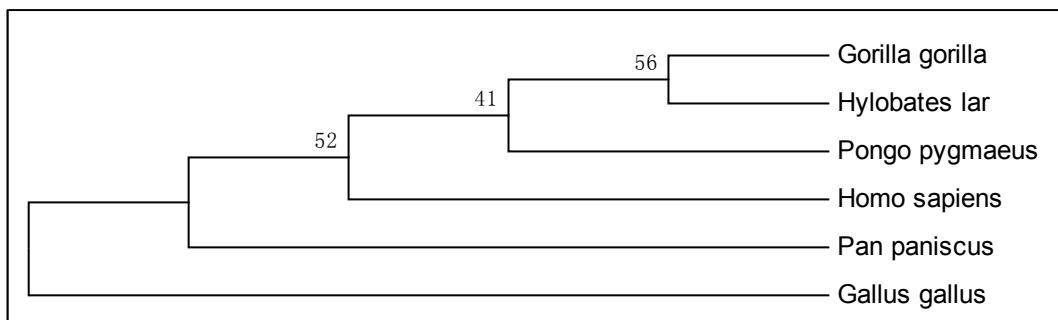 Gorilla gorilla
56
Hylobates lar
41
Pongo pygmaeus
52
Homo sapiens
Pan paniscus
Gallus gallus